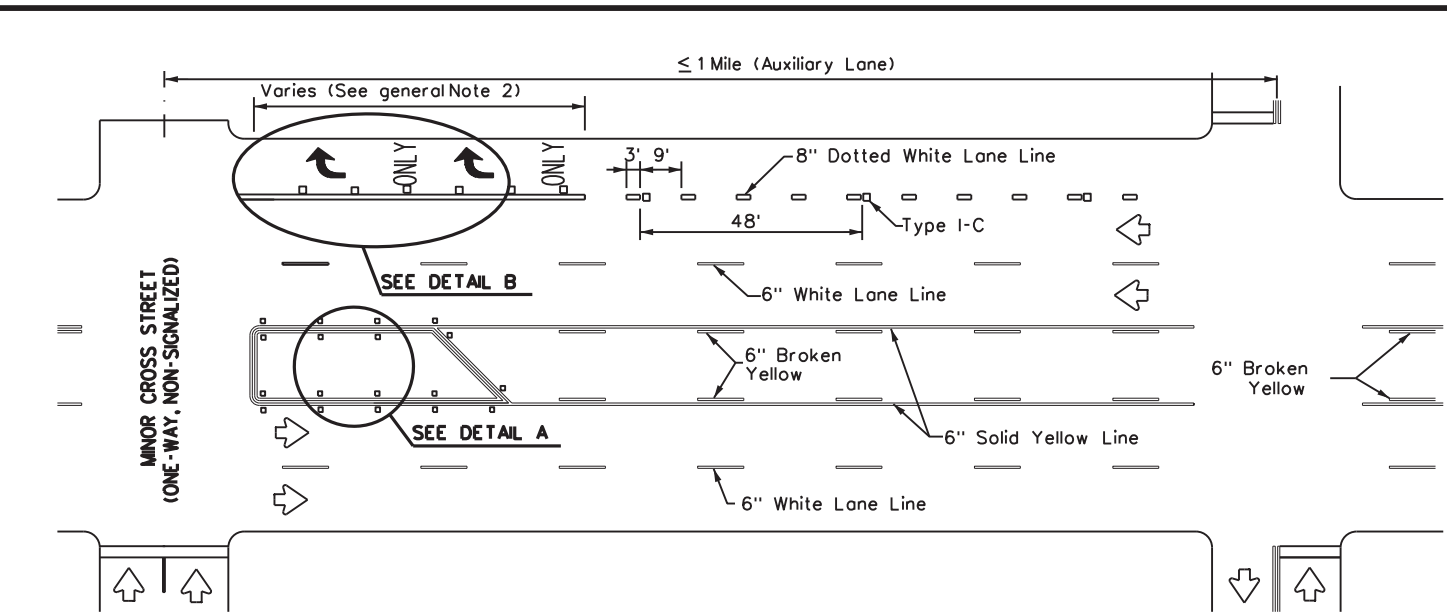 ≤ 1 Mile (Auxiliary Lane)
Varies (See general Note 2)
ONLY
ONLY
3'
9'
8" Dotted White Lane Line
48'
Type I-C
SEE DETAIL B
6" White Lane Line
MINOR CROSS STREET
(ONE-WAY, NON-SIGNALIZED)
6" Broken
Yellow
6" Broken
Yellow
SEE DETAIL A
6" Solid Yellow Line
6" White Lane Line